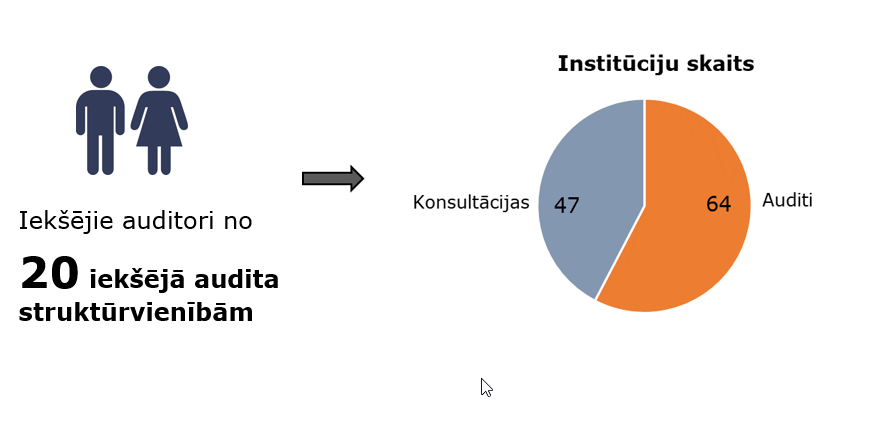 Iekšējie auditori no
20 iekšējā audita
struktūrvienībām
Institūciju skaits
Konsultācijas
47
64
Auditi